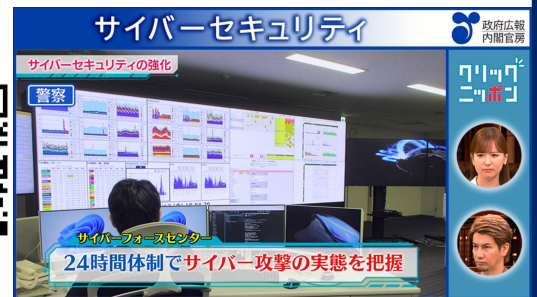 サイバーセキュリティ
政府広報
内閣官房
サイバーセキュリティの強化
クリック
ニッポン
警察
サイバーフォースセンター
24時間体制でサイバー攻撃の実態を把握